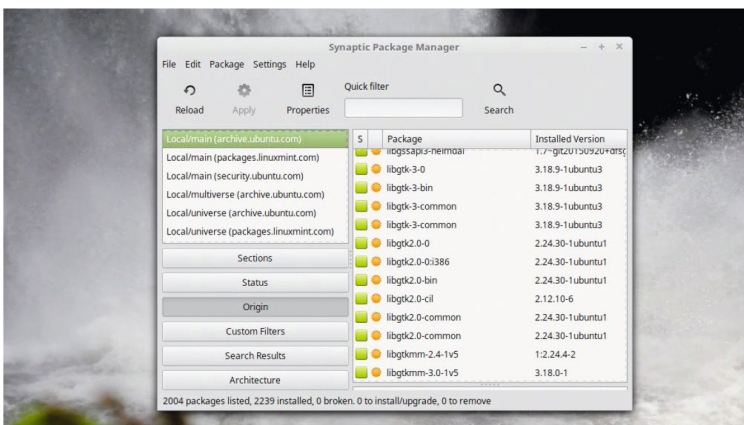 Synaptic Package Manager
File Edit Package Settings Help
Reload
Apply
Properties
Quick filter
Search
Local/main (archive.ubuntu.com)
Local/main (packages.linuxmint.com)
Local/main (security.ubuntu.com)
Local/multiverse (archive.ubuntu.com)
Local/universe (archive.ubuntu.com)
Local/universe (packages.linuxmint.com)
Sections
Status
Origin
Custom Filters
Search Results
Architecture
S Package Installed Version
libgssapi3-heimdal 1.7~git20150920+dfsg
libgtk-3-0 3.18.9-1ubuntu3
libgtk-3-bin 3.18.9-1ubuntu3
libgtk-3-common 3.18.9-1ubuntu3
libgtk-3-common 3.18.9-1ubuntu3
libgtk2.0-0 2.24.30-1ubuntu1
libgtk2.0-0:i386 2.24.30-1ubuntu1
libgtk2.0-bin 2.24.30-1ubuntu1
libgtk2.0-cil 2.12.10-6
libgtk2.0-common 2.24.30-1ubuntu1
libgtk2.0-common 2.24.30-1ubuntu1
libgtkmm-2.4-1v5 1:2.24.4-2
libgtkmm-3.0-1v5 3.18.0-1
2004 packages listed, 2239 installed, 0 broken. 0 to install/upgrade, 0 to remove